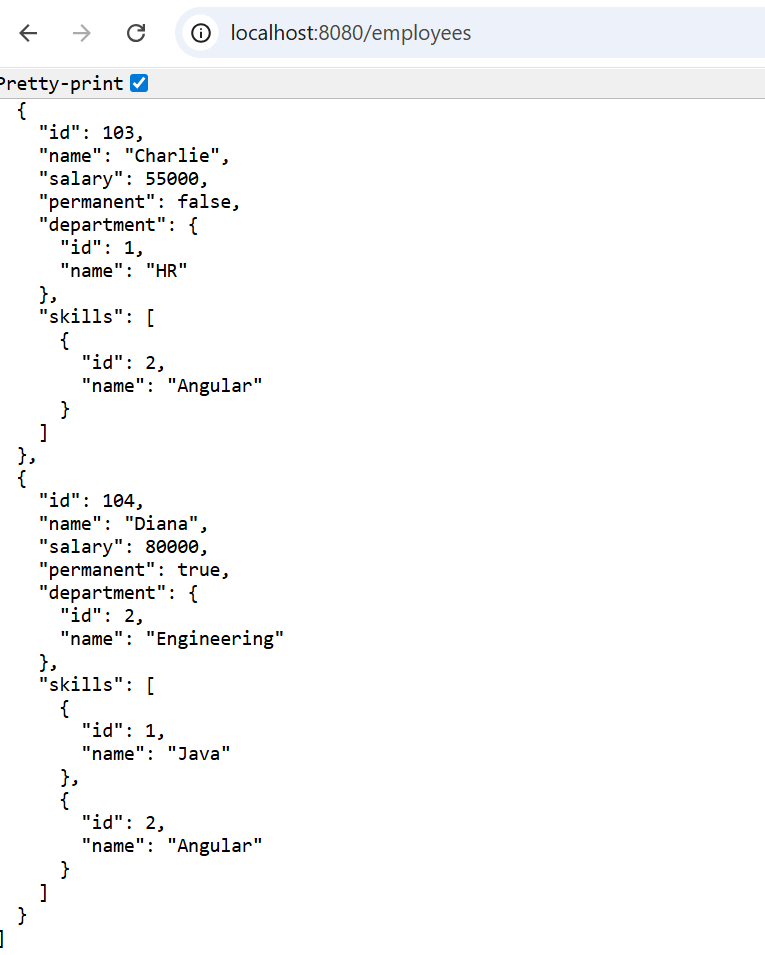 localhost:8080/employees
Pretty-print
{
"id": 103,
"name": "Charlie",
"salary": 55000,
"permanent": false,
"department": {
"id": 1,
"name": "HR"
},
"skills": [
{
"id": 2,
"name": "Angular"
}
]
},
{
"id": 104,
"name": "Diana",
"salary": 80000,
"permanent": true,
"department": {
"id": 2,
"name": "Engineering"
},
"skills": [
{
"id": 1,
"name": "Java"
},
{
"id": 2,
"name": "Angular"
}
]
}
]